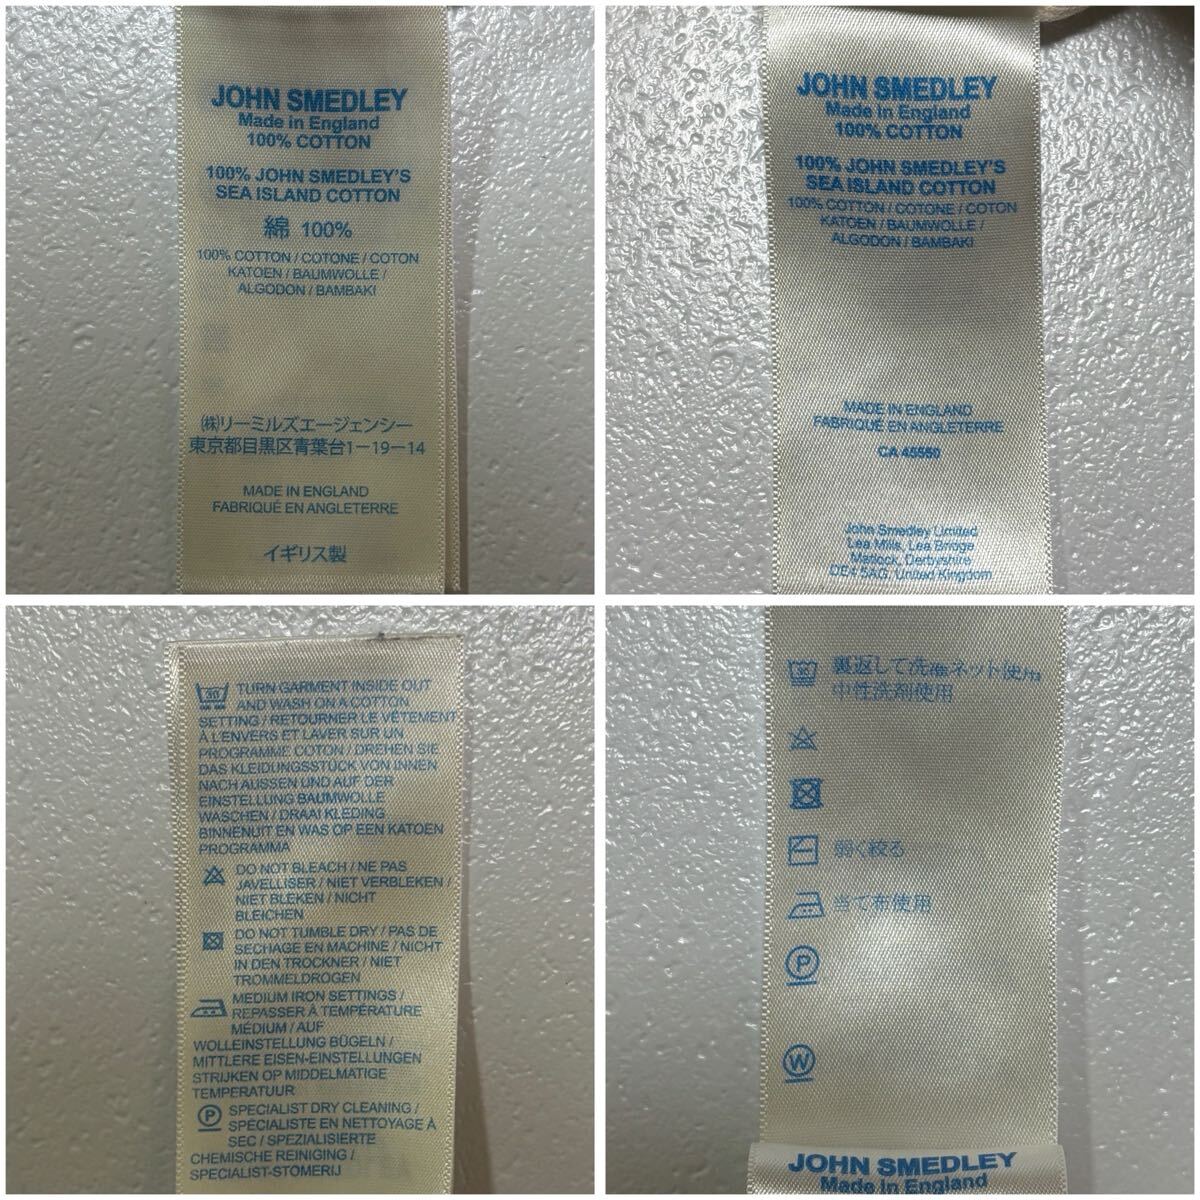 JOHN SMEDLEY
Made in England
100% COTTON
100% JOHN SMEDLEY'S
SEA ISLAND COTTON
綿 100%
100% COTTON / COTONE / COTON
KATOEN / BAUMWOLLE /
ALGODON / BAMBAKI
㈱リーミルズエージェンシー
東京都目黒区青葉台1-19-14
MADE IN ENGLAND
FABRIQUÉ EN ANGLETERRE
イギリス製
JOHN SMEDLEY
Made in England
100% COTTON
100% JOHN SMEDLEY'S
SEA ISLAND COTTON
100% COTTON / COTONE / COTON
KATOEN / BAUMWOLLE /
ALGODON / BAMBAKI
MADE IN ENGLAND
FABRIQUÉ EN ANGLETERRE
CA 45550
John Smedley Limited
Lea Mills, Lea Bridge
Matlock, Derbyshire
DE4 5AG, United Kingdom
30 TURN GARMENT INSIDE OUT
AND WASH ON A COTTON
SETTING / RETOURNER LE VÊTEMENT
À L'ENVERS ET LAVER SUR UN
PROGRAMME COTON / DREHEN SIE
DAS KLEIDUNGSSTÜCK VON INNEN
NACH AUSSEN UND AUF DER
EINSTELLUNG BAUMWOLLE
WASCHEN / DRAAI KLEDING
BINNENUIT EN WAS OP EEN KATOEN
PROGRAMMA
DO NOT BLEACH / NE PAS
JAVELLISER / NIET VERBLEKEN /
NIET BLEKEN / NICHT
BLEICHEN
DO NOT TUMBLE DRY / PAS DE
SECHAGE EN MACHINE / NICHT
IN DEN TROCKNER / NIET
TROMMELDROGEN
MEDIUM IRON SETTINGS /
REPASSER À TEMPÉRATURE
MÉDIUM / AUF
WOLLEINSTELLUNG BÜGELN /
MITTLERE EISEN-EINSTELLUNGEN
STRIJKEN OP MIDDELMATIGE
TEMPERATUUR
P SPECIALIST DRY CLEANING /
SPÉCIALISTE EN NETTOYAGE À
SEC / SPEZIALISIERTE
CHEMISCHE REINIGING /
SPECIALIST-STOMERIJ
30 裏返して洗濯ネット使用
中性洗剤使用
弱く絞る
当て布使用
P
W
JOHN SMEDLEY
Made in England